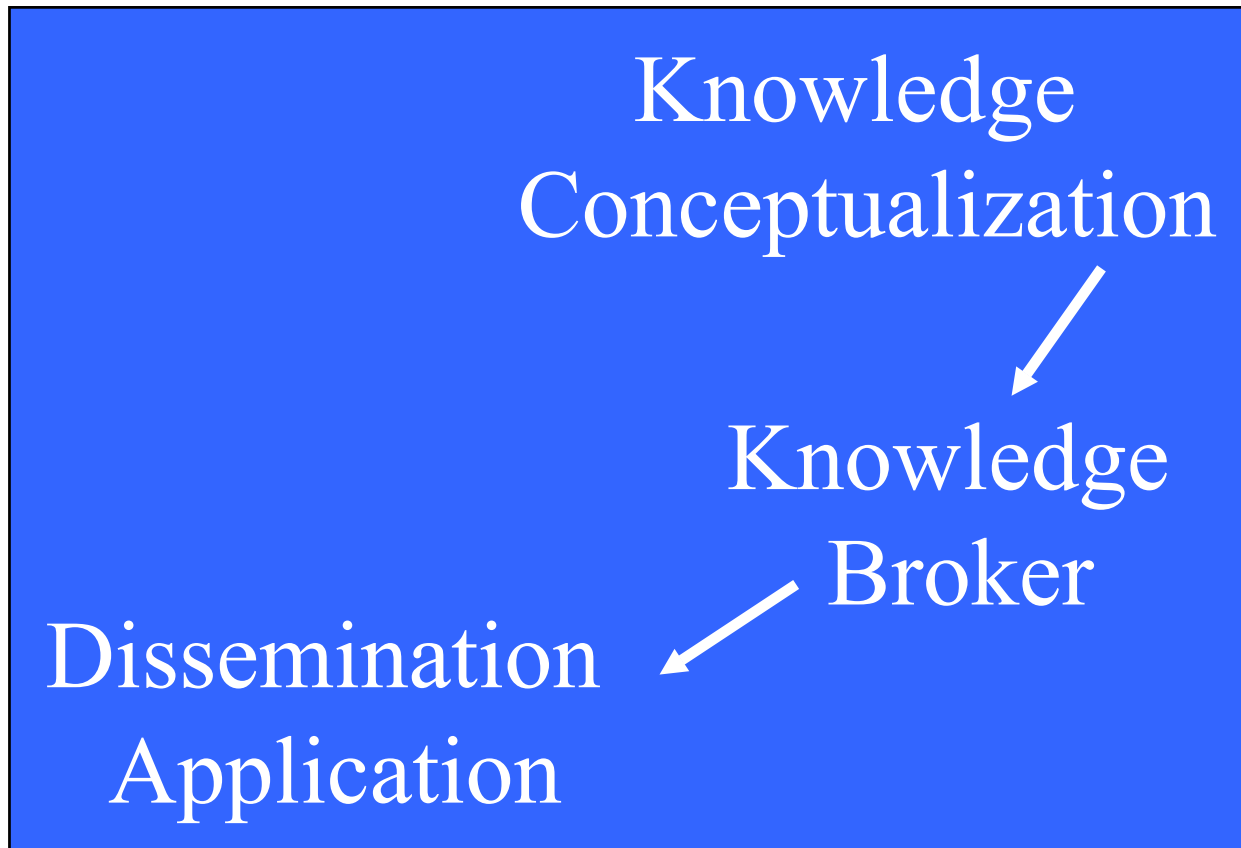 Knowledge
Conceptualization
Knowledge
Broker
Dissemination
Application